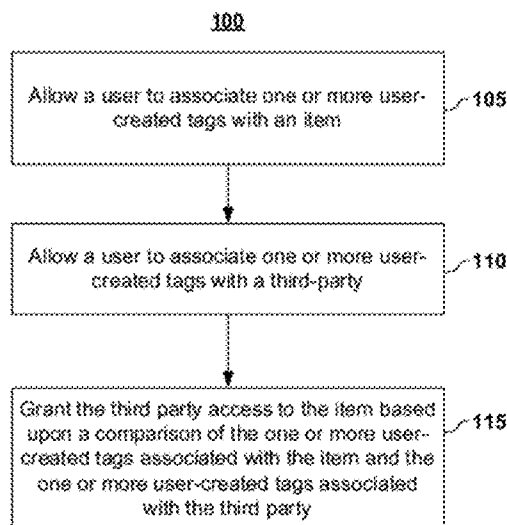 100
Allow a user to associate one or more user-
created tags with an item
105
Allow a user to associate one or more user-
created tags with a third-party
110
Grant the third party access to the item based
upon a comparison of the one or more user-
created tags associated with the item and the
one or more user-created tags associated
with the third party
115